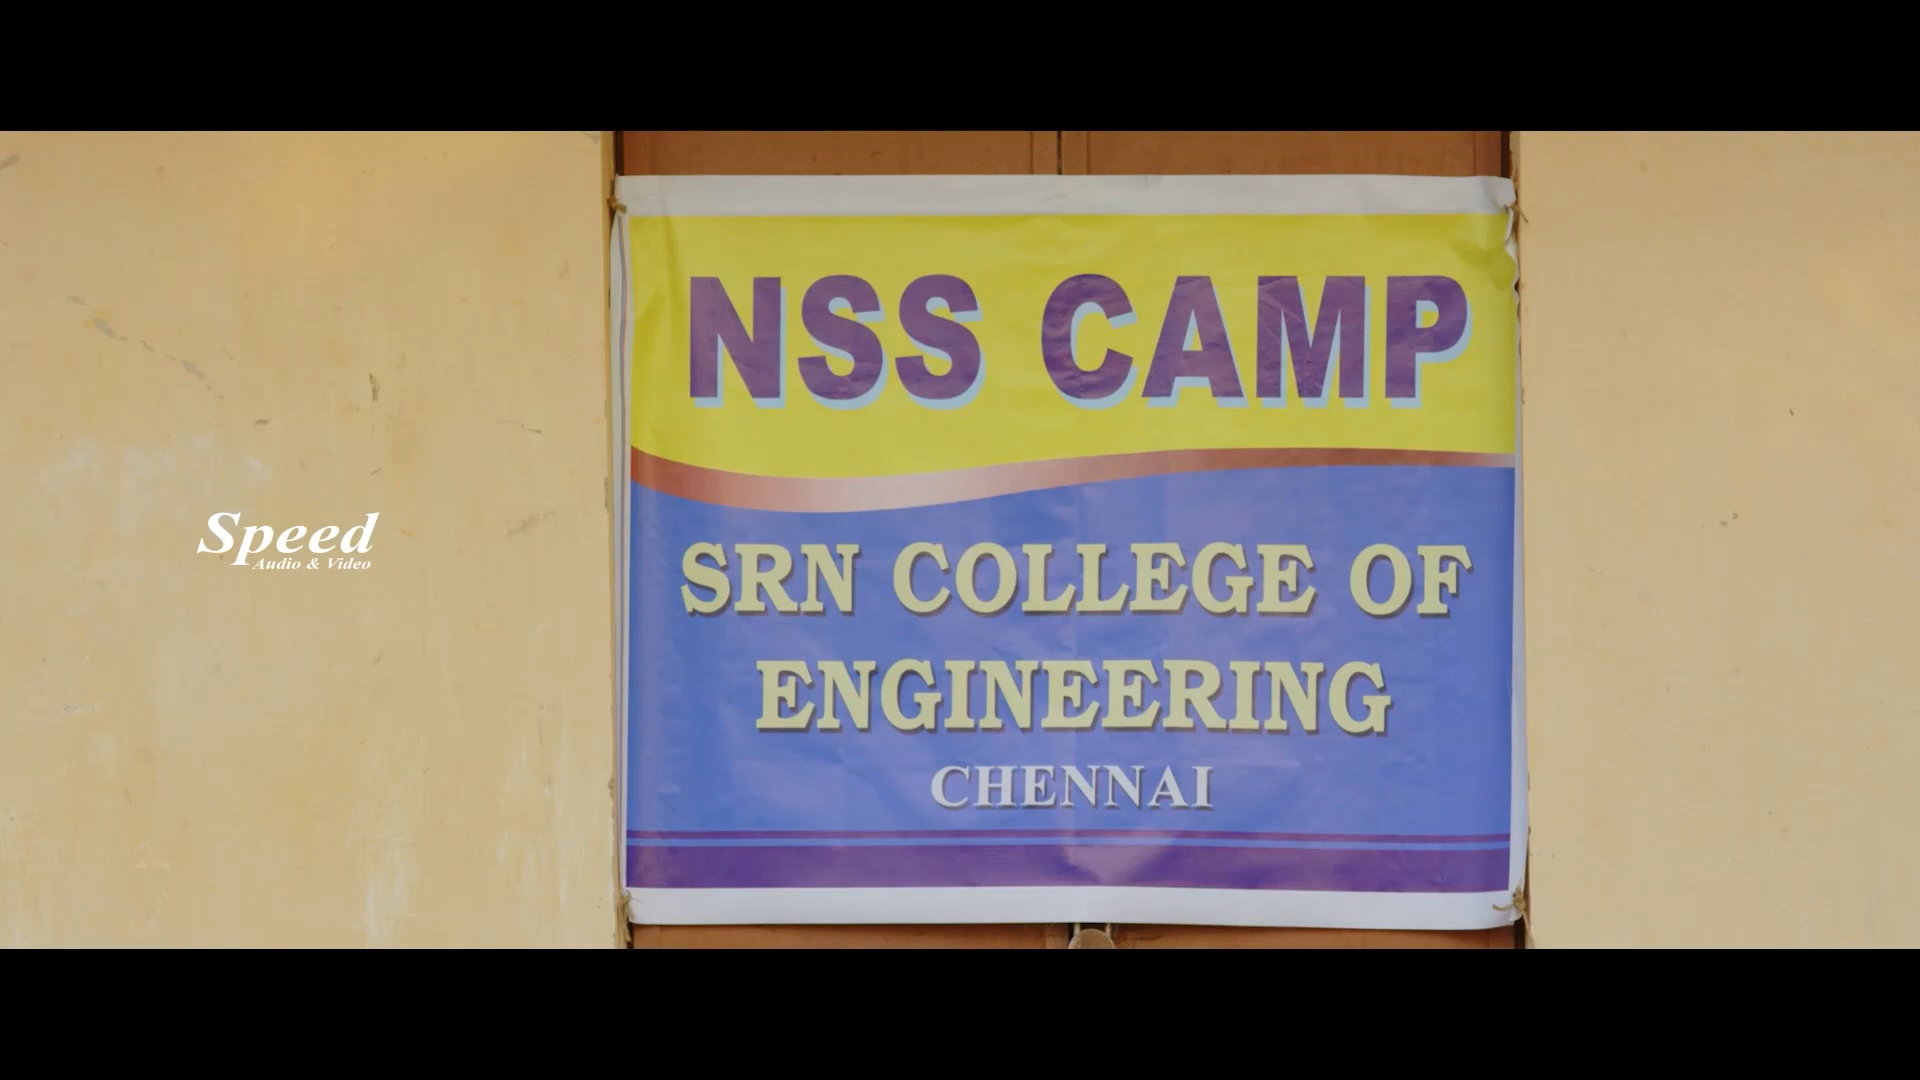 NSS CAMP
Speed
Audio & Video
SRN COLLEGE OF
ENGINEERING
CHENNAI